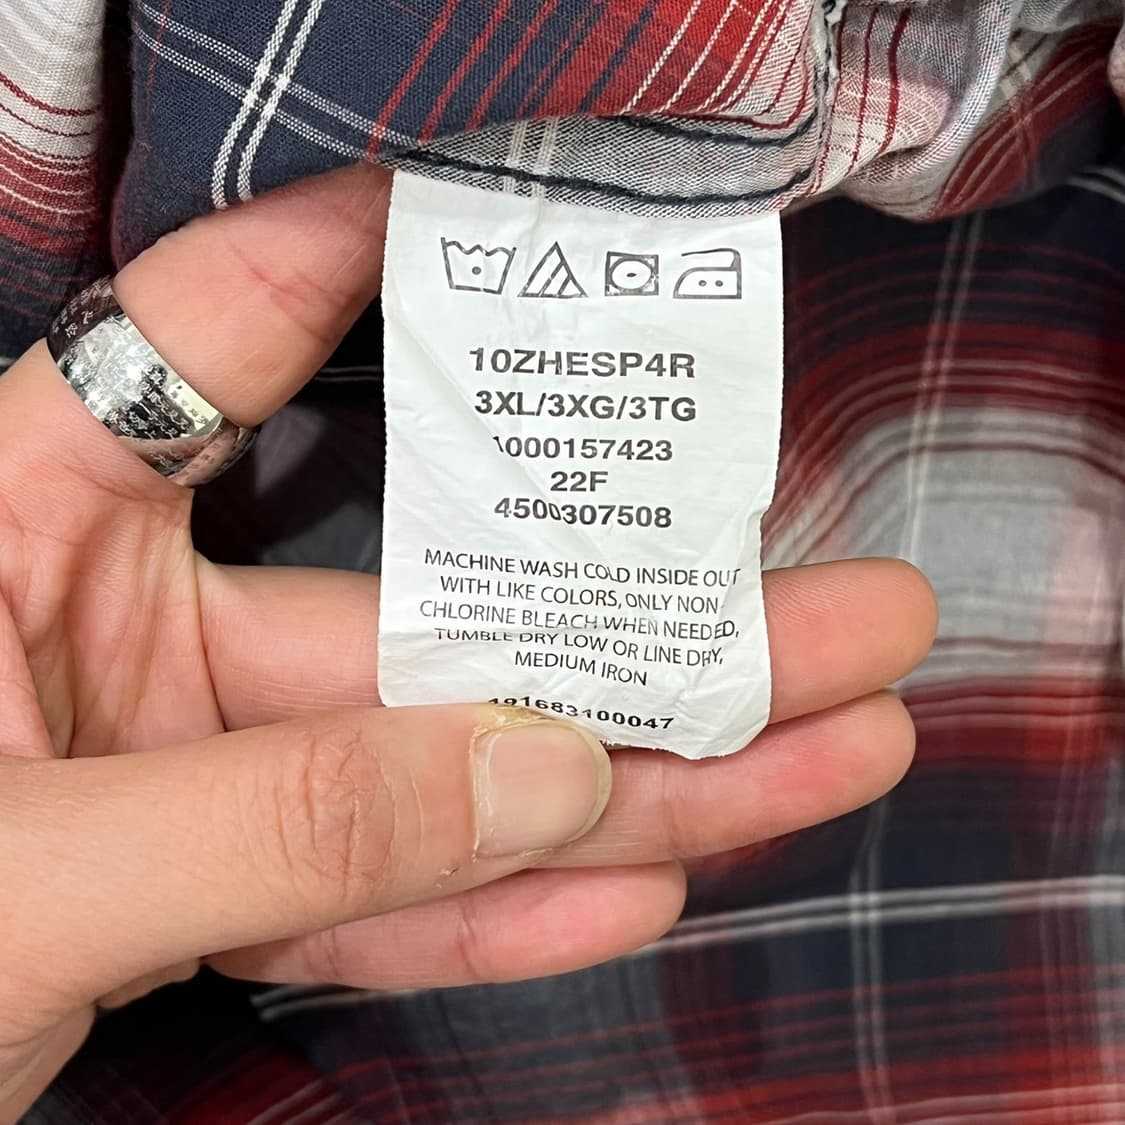 10ZHESP4R
3XL/3XG/3TG
1000157423
22F
4500307508
MACHINE WASH COLD INSIDE OUT
WITH LIKE COLORS, ONLY NON-
CHLORINE BLEACH WHEN NEEDED,
TUMBLE DRY LOW OR LINE DRY,
MEDIUM IRON
191683100047